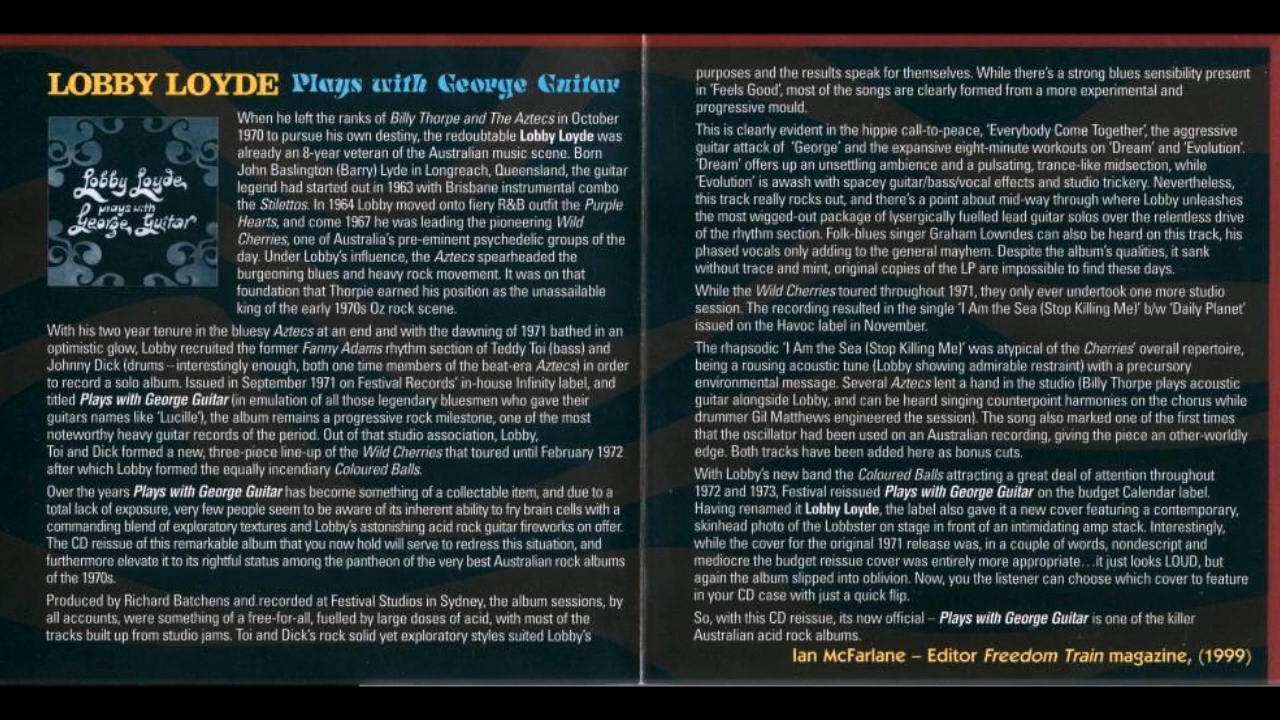 LOBBY LOYDE Plays with George Guitar
Lobby Loyde,
plays with
George, Guitar
When he left the ranks of Billy Thorpe and The Aztecs in October
1970 to pursue his own destiny, the redoubtable Lobby Loyde was
already an 8-year veteran of the Australian music scene. Born
John Baslington (Barry) Lyde in Longreach, Queensland, the guitar
legend had started out in 1963 with Brisbane instrumental combo
the Stilettos. In 1964 Lobby moved onto fiery R&B outfit the Purple
Hearts, and come 1967 he was leading the pioneering Wild
Cherries, one of Australia's pre-eminent psychedelic groups of the
day. Under Lobby's influence, the Aztecs spearheaded the
burgeoning blues and heavy rock movement. It was on that
foundation that Thorpie earned his position as the unassailable
king of the early 1970s Oz rock scene.
With his two year tenure in the bluesy Aztecs at an end and with the dawning of 1971 bathed in an
optimistic glow, Lobby recruited the former Fanny Adams rhythm section of Teddy Toi (bass) and
Johnny Dick (drums – interestingly enough, both one time members of the beat-era Aztecs) in order
to record a solo album. Issued in September 1971 on Festival Records' in-house Infinity label, and
titled Plays with George Guitar (in emulation of all those legendary bluesmen who gave their
guitars names like 'Lucille'), the album remains a progressive rock milestone, one of the most
noteworthy heavy guitar records of the period. Out of that studio association, Lobby,
Toi and Dick formed a new, three-piece line-up of the Wild Cherries that toured until February 1972
after which Lobby formed the equally incendiary Coloured Balls.
Over the years Plays with George Guitar has become something of a collectable item, and due to a
total lack of exposure, very few people seem to be aware of its inherent ability to fry brain cells with a
commanding blend of exploratory textures and Lobby's astonishing acid rock guitar fireworks on offer.
The CD reissue of this remarkable album that you now hold will serve to redress this situation, and
furthermore elevate it to its rightful status among the pantheon of the very best Australian rock albums
of the 1970s.
Produced by Richard Batchens and recorded at Festival Studios in Sydney, the album sessions, by
all accounts, were something of a free-for-all, fuelled by large doses of acid, with most of the
tracks built up from studio jams. Toi and Dick's rock solid yet exploratory styles suited Lobby's
purposes and the results speak for themselves. While there's a strong blues sensibility present
in 'Feels Good', most of the songs are clearly formed from a more experimental and
progressive mould.
This is clearly evident in the hippie call-to-peace, 'Everybody Come Together', the aggressive
guitar attack of 'George' and the expansive eight-minute workouts on 'Dream' and 'Evolution'.
'Dream' offers up an unsettling ambience and a pulsating, trance-like midsection, while
'Evolution' is awash with spacey guitar/bass/vocal effects and studio trickery. Nevertheless,
this track really rocks out, and there's a point about mid-way through where Lobby unleashes
the most wigged-out package of lysergically fuelled lead guitar solos over the relentless drive
of the rhythm section. Folk-blues singer Graham Lowndes can also be heard on this track, his
phased vocals only adding to the general mayhem. Despite the album's qualities, it sank
without trace and mint, original copies of the LP are impossible to find these days.
While the Wild Cherries toured throughout 1971, they only ever undertook one more studio
session. The recording resulted in the single 'I Am the Sea (Stop Killing Me)' b/w 'Daily Planet'
issued on the Havoc label in November.
The rhapsodic 'I Am the Sea (Stop Killing Me)' was atypical of the Cherries' overall repertoire,
being a rousing acoustic tune (Lobby showing admirable restraint) with a precursory
environmental message. Several Aztecs lent a hand in the studio (Billy Thorpe plays acoustic
guitar alongside Lobby, and can be heard singing counterpoint harmonies on the chorus while
drummer Gil Matthews engineered the session). The song also marked one of the first times
that the oscillator had been used on an Australian recording, giving the piece an other-worldly
edge. Both tracks have been added here as bonus cuts.
With Lobby's new band the Coloured Balls attracting a great deal of attention throughout
1972 and 1973, Festival reissued Plays with George Guitar on the budget Calendar label.
Having renamed it Lobby Loyde, the label also gave it a new cover featuring a contemporary,
skinhead photo of the Lobbster on stage in front of an intimidating amp stack. Interestingly,
while the cover for the original 1971 release was, in a couple of words, nondescript and
mediocre the budget reissue cover was entirely more appropriate...it just looks LOUD, but
again the album slipped into oblivion. Now, you the listener can choose which cover to feature
in your CD case with just a quick flip.
So, with this CD reissue, its now official – Plays with George Guitar is one of the killer
Australian acid rock albums.
Ian McFarlane – Editor Freedom Train magazine, (1999)